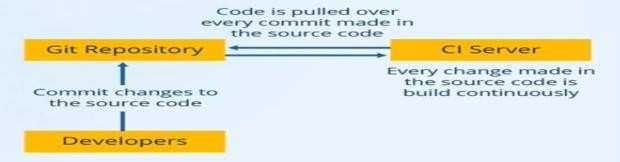 Code is pulled over
every commit made in
the source code
Git Repository
CI Server
Every change made in
the source code is
build continuously
Commit changes to
the source code
Developers